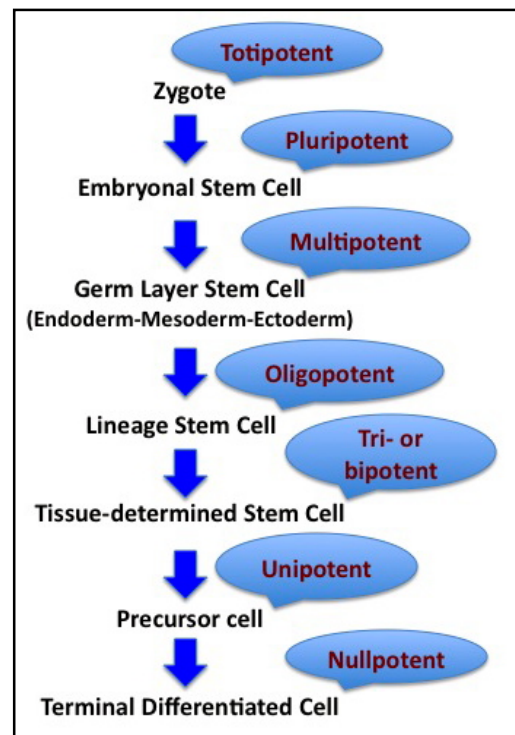 Totipotent
Zygote
Pluripotent
Embryonal Stem Cell
Multipotent
Germ Layer Stem Cell
(Endoderm-Mesoderm-Ectoderm)
Oligopotent
Lineage Stem Cell
Tri- or
bipotent
Tissue-determined Stem Cell
Unipotent
Precursor cell
Nullpotent
Terminal Differentiated Cell